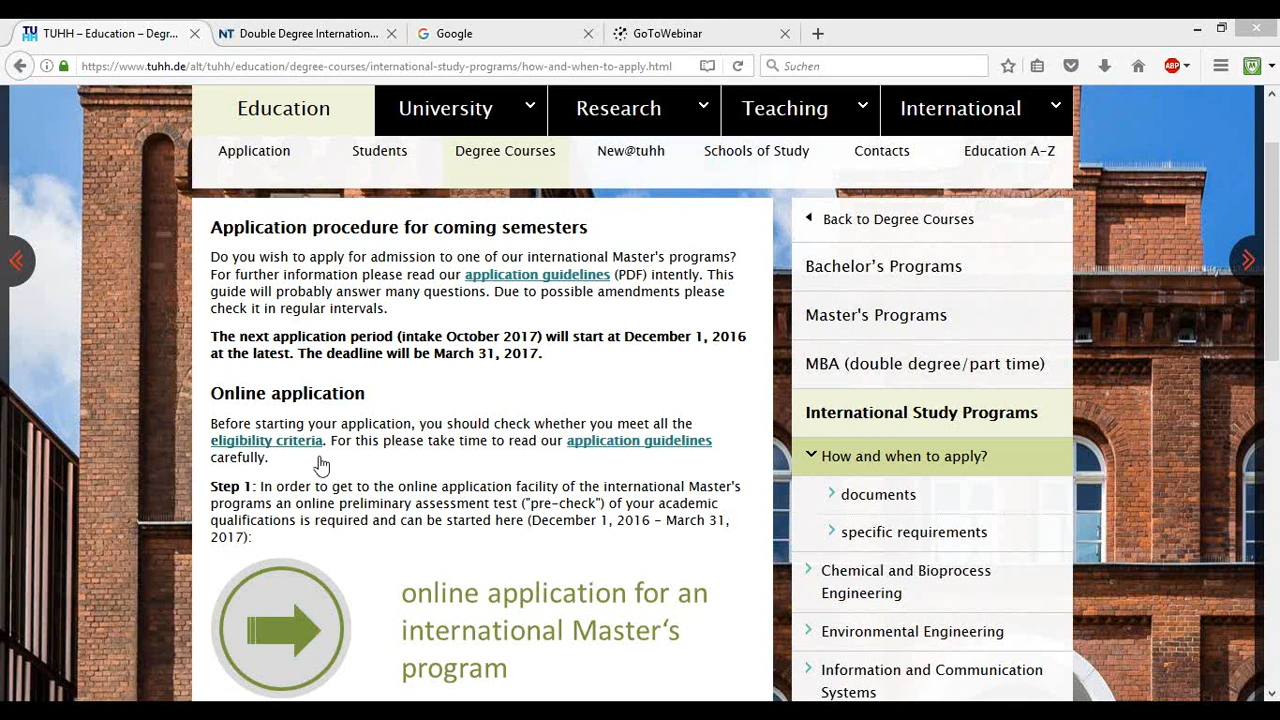 TUHH – Education – Degr...
Double Degree Internation...
Google
GoToWebinar
https://www.tuhh.de/alt/tuhh/education/degree-courses/international-study-programs/how-and-when-to-apply.html
Suchen
ABP
Education
University
Research
Teaching
International
Application
Students
Degree Courses
New@tuhh
Schools of Study
Contacts
Education A-Z
Application procedure for coming semesters
Do you wish to apply for admission to one of our international Master's programs?
For further information please read our application guidelines (PDF) intently. This
guide will probably answer many questions. Due to possible amendments please
check it in regular intervals.
The next application period (intake October 2017) will start at December 1, 2016
at the latest. The deadline will be March 31, 2017.
Online application
Before starting your application, you should check whether you meet all the
eligibility criteria. For this please take time to read our application guidelines
carefully.
Step 1: In order to get to the online application facility of the international Master's
programs an online preliminary assessment test ("pre-check") of your academic
qualifications is required and can be started here (December 1, 2016 - March 31,
2017):
online application for an
international Master's
program
Back to Degree Courses
Bachelor's Programs
Master's Programs
MBA (double degree/part time)
International Study Programs
How and when to apply?
documents
specific requirements
Chemical and Bioprocess
Engineering
Environmental Engineering
Information and Communication
Systems